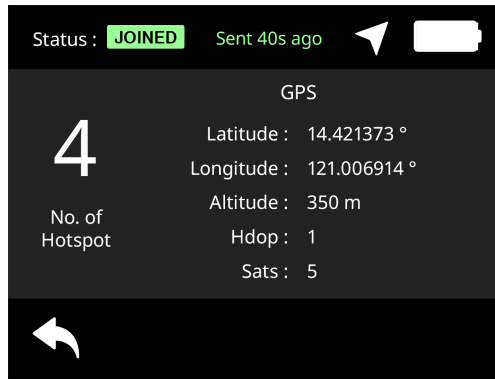 Status : JOINED Sent 40s ago
GPS
4
No. of
Hotspot
Latitude : 14.421373 °
Longitude : 121.006914 °
Altitude : 350 m
Hdop : 1
Sats : 5